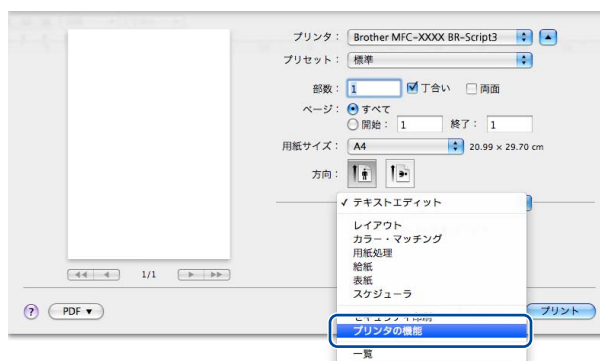 プリンタ： Brother MFC-XXXX BR-Script3
プリセット： 標準
部数： 1 丁合い 両面
ページ： すべて
開始： 1 終了： 1
用紙サイズ： A4 20.99 x 29.70 cm
方向：
✓ テキストエディット
レイアウト
カラー・マッチング
用紙処理
給紙
表紙
スケジューラ
プリンタの機能
一覧
1/1
? PDF ▼ プリント